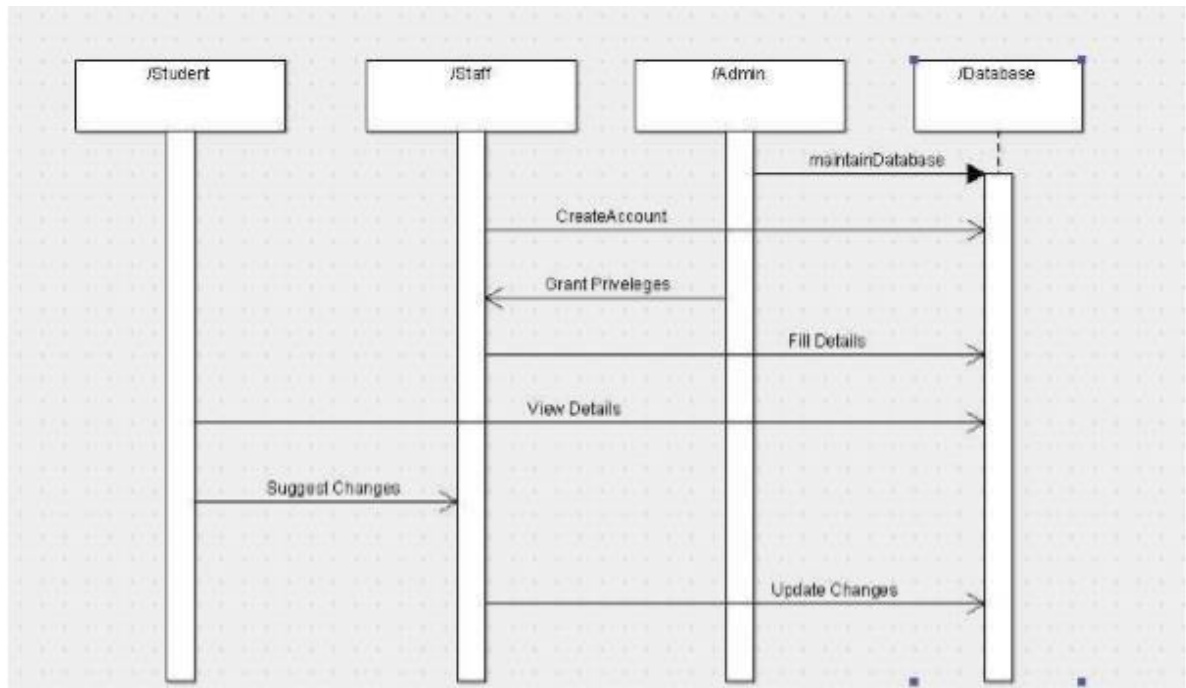 /Student
/Staff
/Admin
/Database
maintainDatabase
CreateAccount
Grant Priveleges
Fill Details
View Details
Suggest Changes
Update Changes